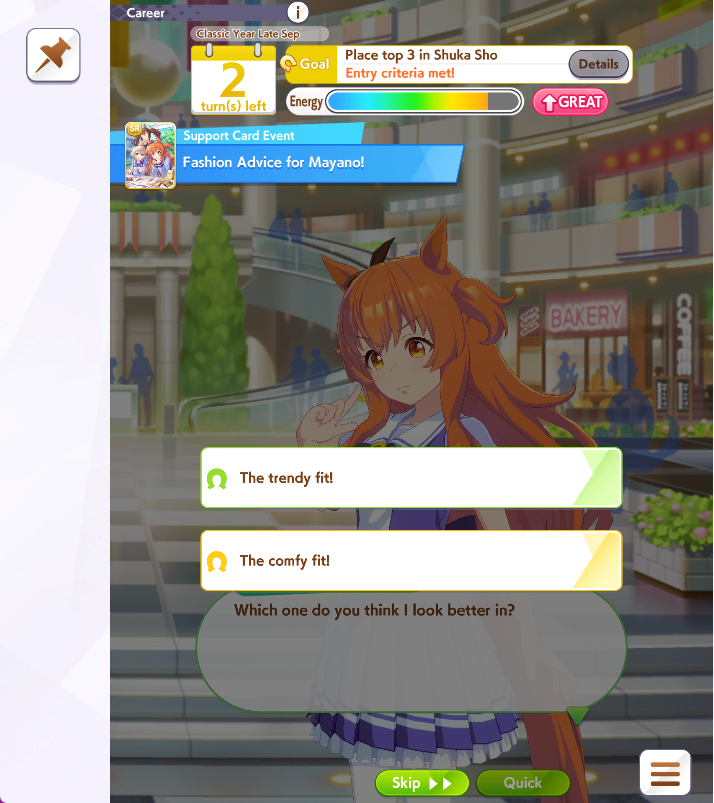 Career
i
Classic Year Late Sep
2
turn(s) left
Goal
Place top 3 in Shuka Sho
Entry criteria met!
Details
Energy
GREAT
SR
Support Card Event
Fashion Advice for Mayano!
BAKERY
COFFEE
The trendy fit!
The comfy fit!
Which one do you think I look better in?
Skip
Quick